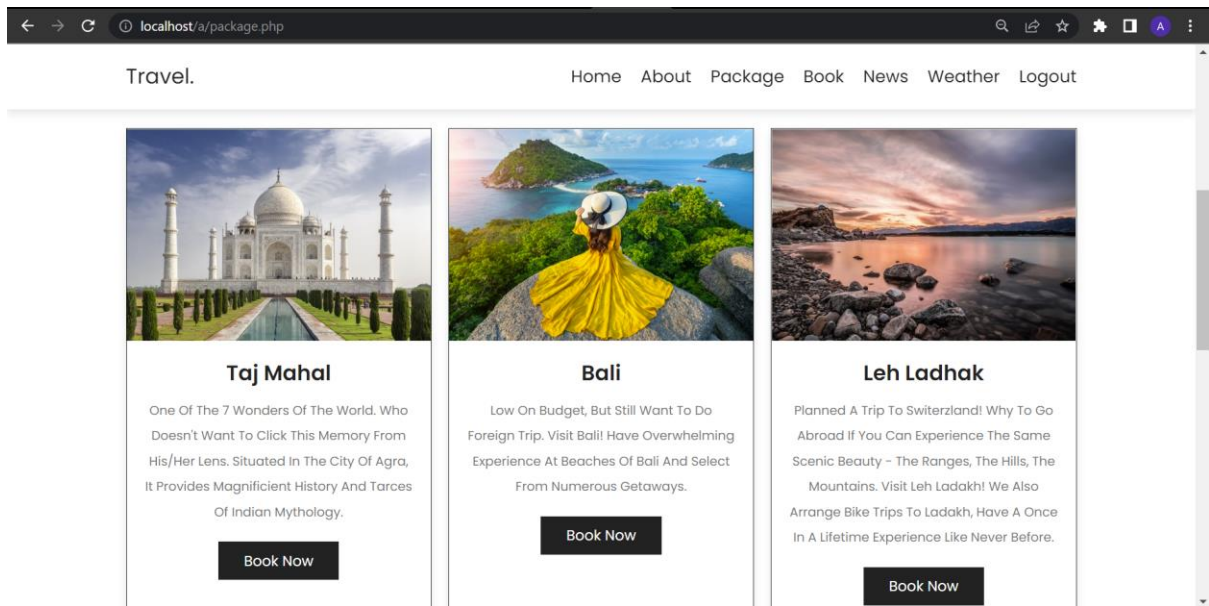 localhost/a/package.php
A
Travel.
Home About Package Book News Weather Logout
Taj Mahal
One Of The 7 Wonders Of The World. Who
Doesn't Want To Click This Memory From
His/Her Lens. Situated In The City Of Agra,
It Provides Magnificient History And Tarces
Of Indian Mythology.
Book Now
Bali
Low On Budget, But Still Want To Do
Foreign Trip. Visit Bali! Have Overwhelming
Experience At Beaches Of Bali And Select
From Numerous Getaways.
Book Now
Leh Ladhak
Planned A Trip To Switerzland! Why To Go
Abroad If You Can Experience The Same
Scenic Beauty - The Ranges, The Hills, The
Mountains. Visit Leh Ladakh! We Also
Arrange Bike Trips To Ladakh, Have A Once
In A Lifetime Experience Like Never Before.
Book Now